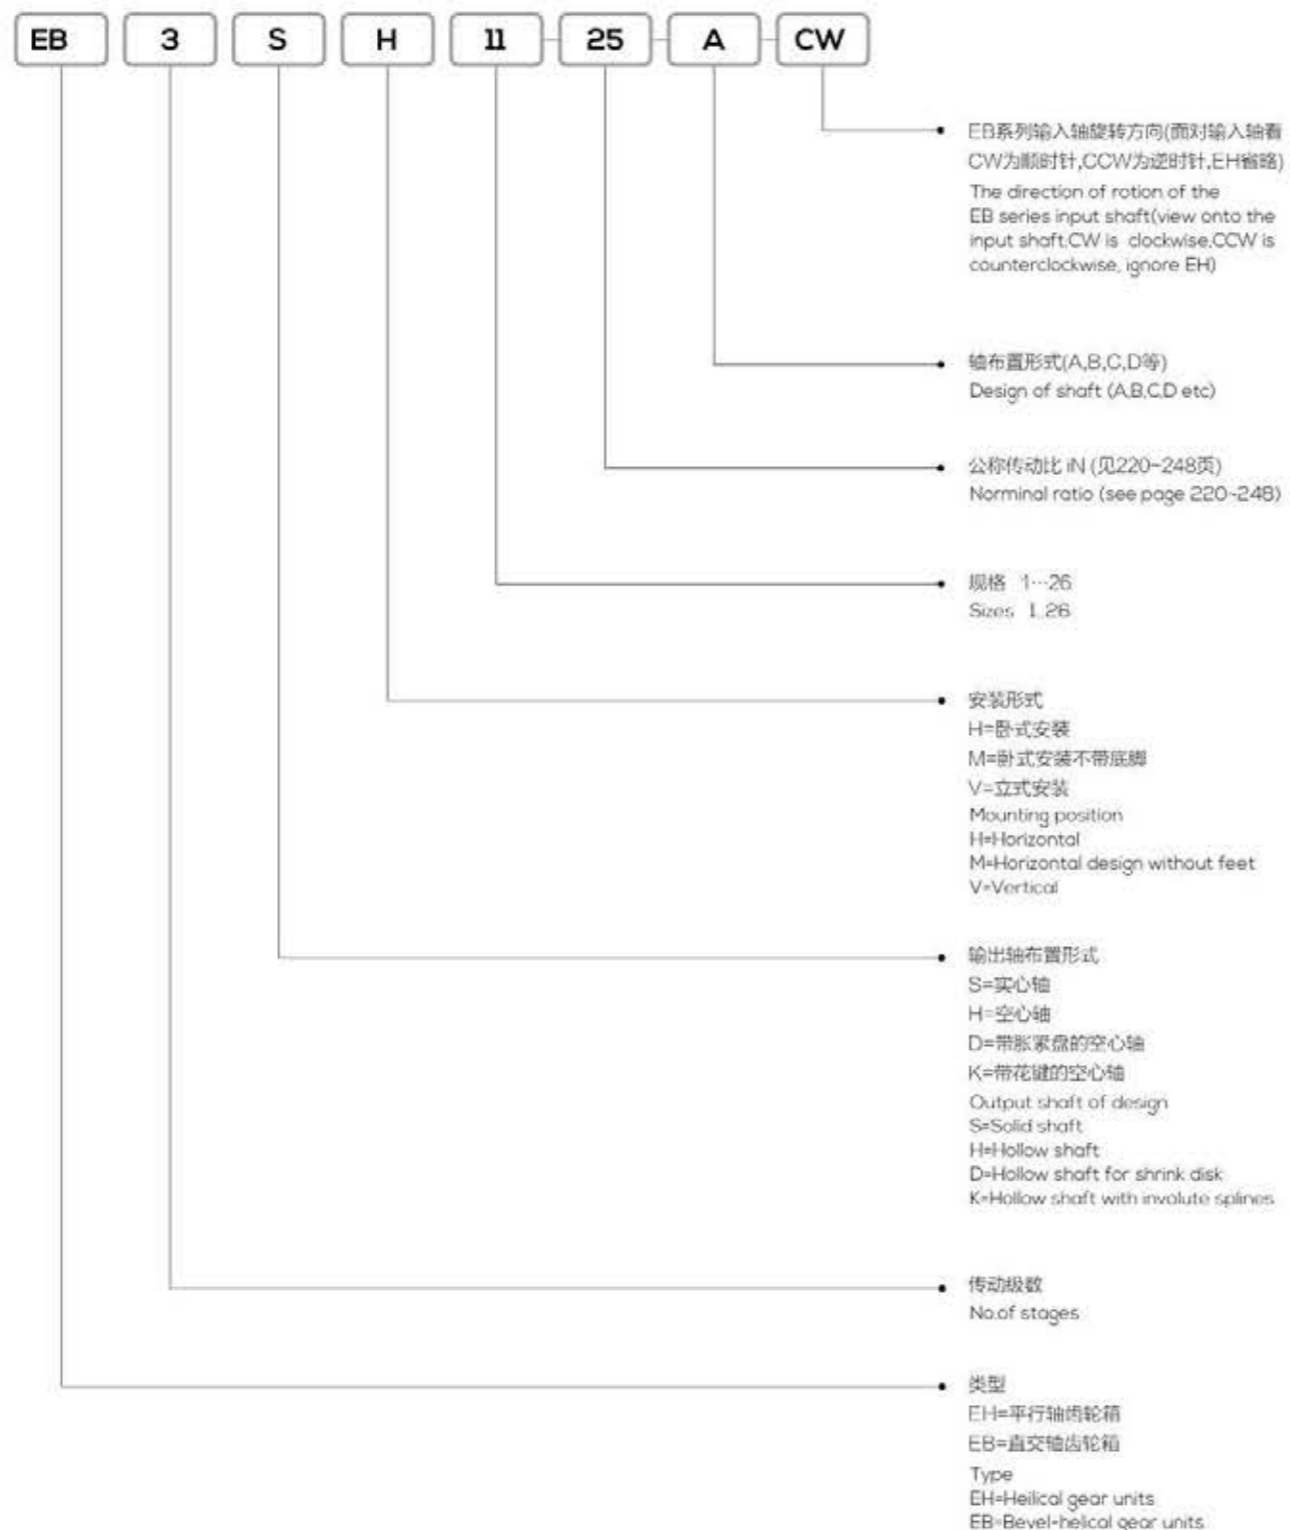 EB 3 S H 11 25 A CW
EB系列输入轴旋转方向(面对输入轴看
CW为顺时针,CCW为逆时针,EH省略)
The direction of rotion of the
EB series input shaft(view onto the
input shaft,CW is clockwise,CCW is
counterclockwise, ignore EH)
轴布置形式(A,B,C,D等)
Design of shaft (A,B,C,D etc)
公称传动比 iN (见220~248页)
Norminal ratio (see page 220~248)
规格 1…26
Sizes 1..26
安装形式
H=卧式安装
M=卧式安装不带底脚
V=立式安装
Mounting position
H=Horizontal
M=Horizontal design without feet
V=Vertical
输出轴布置形式
S=实心轴
H=空心轴
D=带胀紧盘的空心轴
K=带花键的空心轴
Output shaft of design
S=Solid shaft
H=Hollow shaft
D=Hollow shaft for shrink disk
K=Hollow shaft with involute splines
传动级数
No.of stages
类型
EH=平行轴齿轮箱
EB=直交轴齿轮箱
Type
EH=Heilical gear units
EB=Bevel-helical gear units